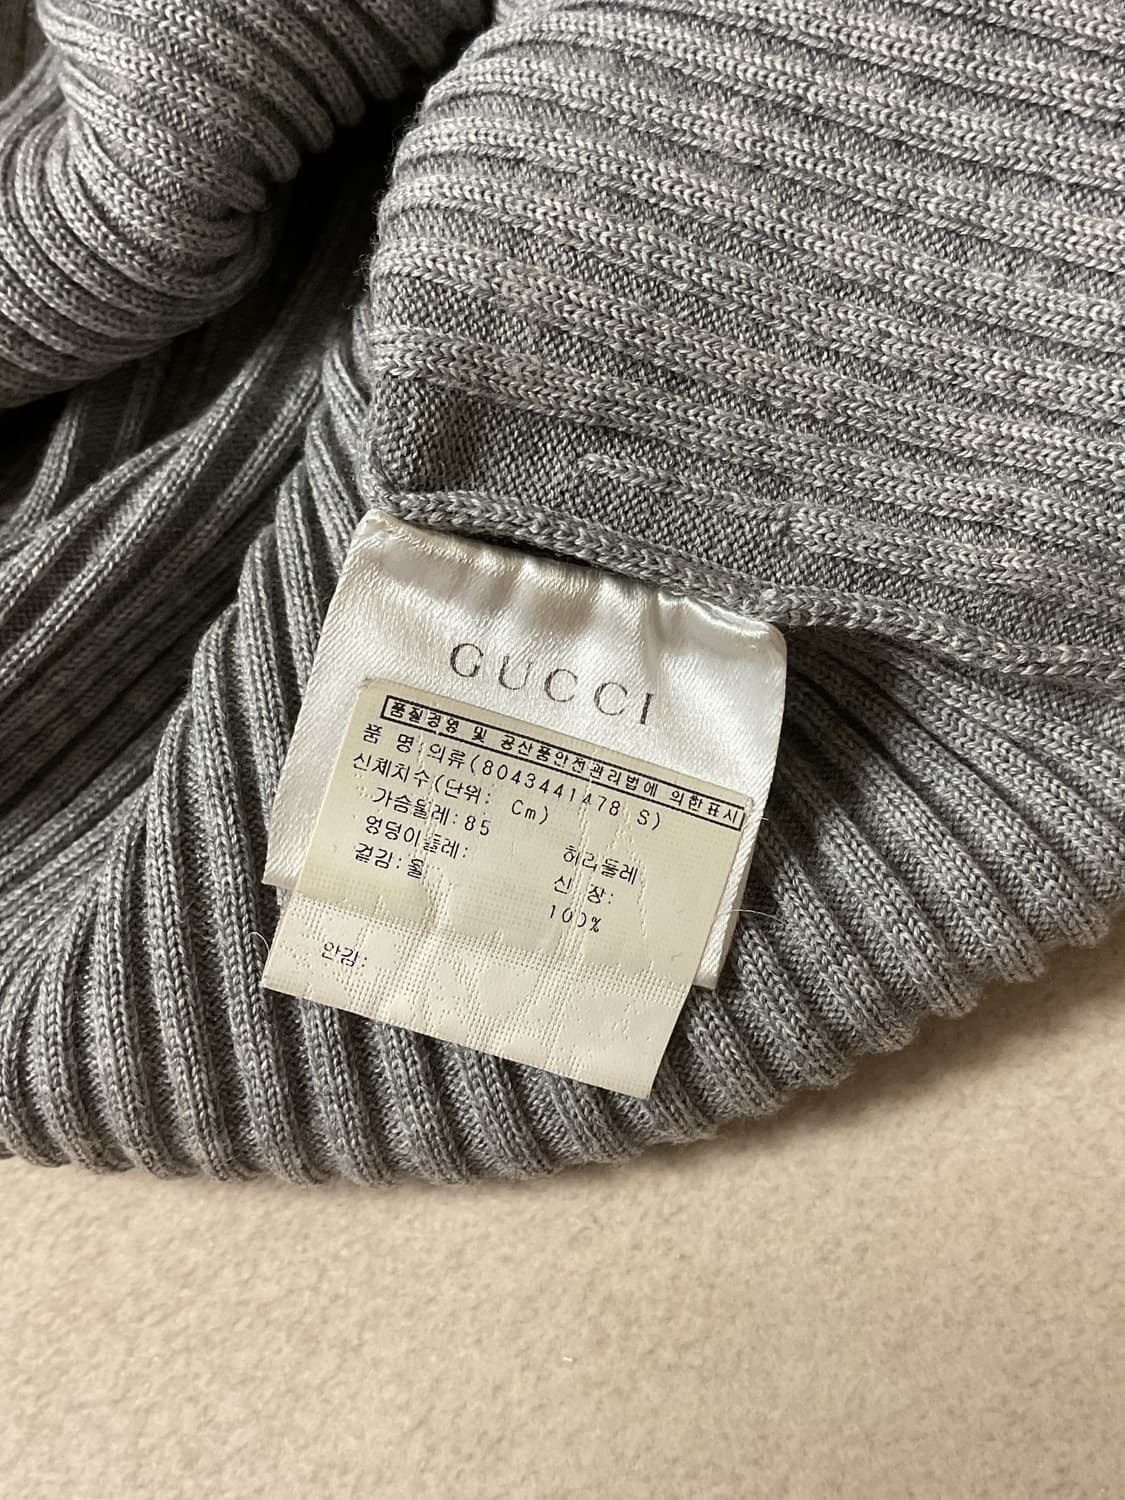 GUCCI
품질경영 및 공산품안전관리법에 의한표시
품 명:의류(8043441478 S)
신체치수(단위: Cm)
가슴둘레:85
허리둘레
엉덩이둘레:
신 장:
겉감:울 100%
안감: